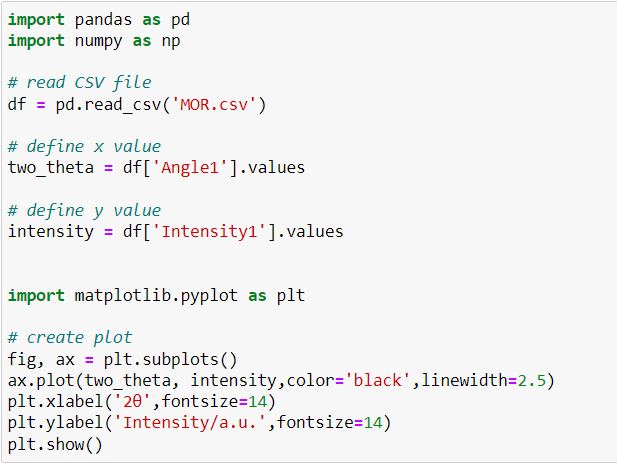 import pandas as pd
import numpy as np
# read CSV file
df = pd.read_csv('MOR.csv')
# define x value
two_theta = df['Angle1'].values
# define y value
intensity = df['Intensity1'].values
import matplotlib.pyplot as plt
# create plot
fig, ax = plt.subplots()
ax.plot(two_theta, intensity,color='black',linewidth=2.5)
plt.xlabel('2θ',fontsize=14)
plt.ylabel('Intensity/a.u.',fontsize=14)
plt.show()